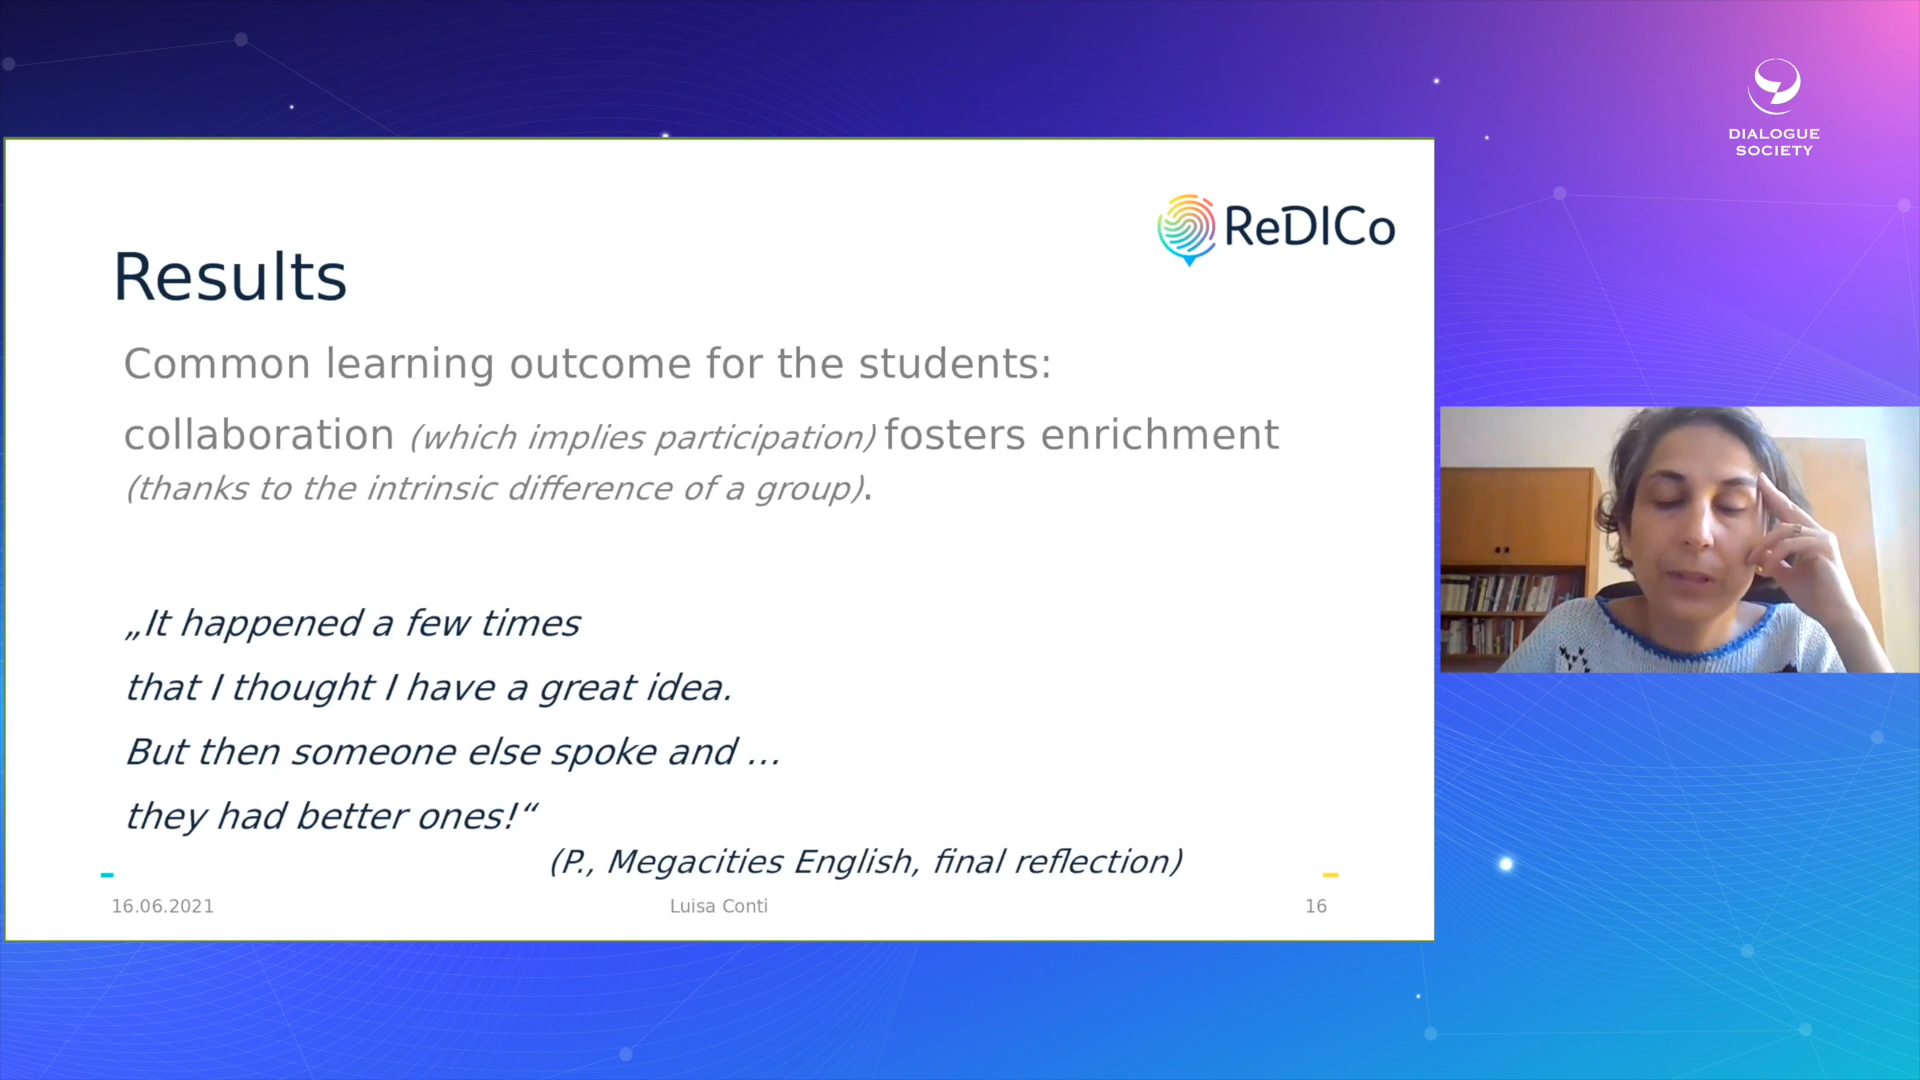 DIALOGUE
SOCIETY
ReDICo
Results
Common learning outcome for the students:
collaboration (which implies participation) fosters enrichment
(thanks to the intrinsic difference of a group).
„It happened a few times
that I thought I have a great idea.
But then someone else spoke and …
they had better ones!“
(P., Megacities English, final reflection)
16.06.2021
Luisa Conti
16